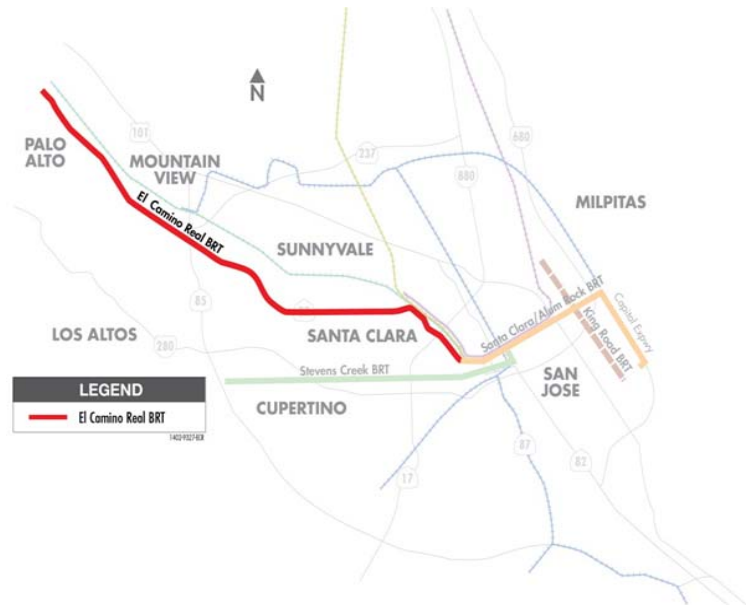 N
PALO
ALTO
101
MOUNTAIN
VIEW
237
680
880
MILPITAS
El Camino Real BRT
SUNNYVALE
85
LOS ALTOS
280
SANTA CLARA
Santa Clara/Alum Rock BRT
Capitol Expwy
King Road BRT
Stevens Creek BRT
SAN
JOSE
CUPERTINO
LEGEND
El Camino Real BRT
87
82
17